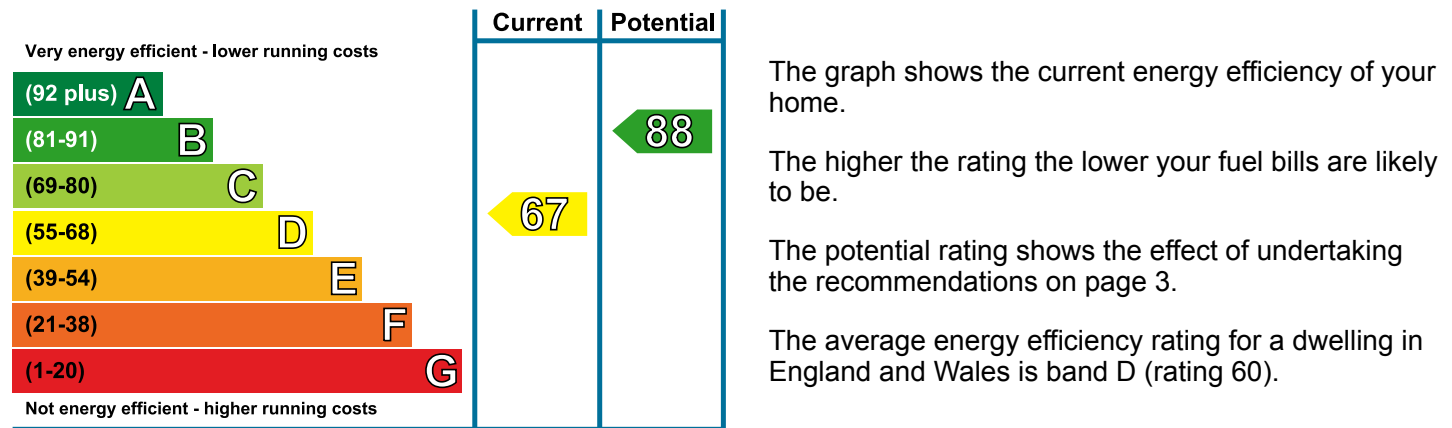 Current Potential
Very energy efficient - lower running costs
(92 plus) A
(81-91) B
88
(69-80) C
(55-68) D
67
(39-54) E
(21-38) F
(1-20) G
Not energy efficient - higher running costs
The graph shows the current energy efficiency of your
home.
The higher the rating the lower your fuel bills are likely
to be.
The potential rating shows the effect of undertaking
the recommendations on page 3.
The average energy efficiency rating for a dwelling in
England and Wales is band D (rating 60).